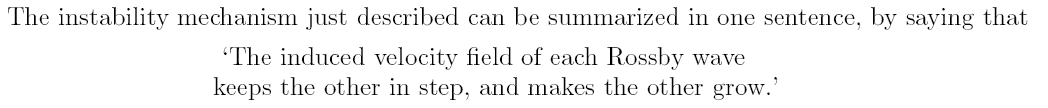 The instability mechanism just described can be summarized in one sentence, by saying that
‘The induced velocity field of each Rossby wave
keeps the other in step, and makes the other grow.’